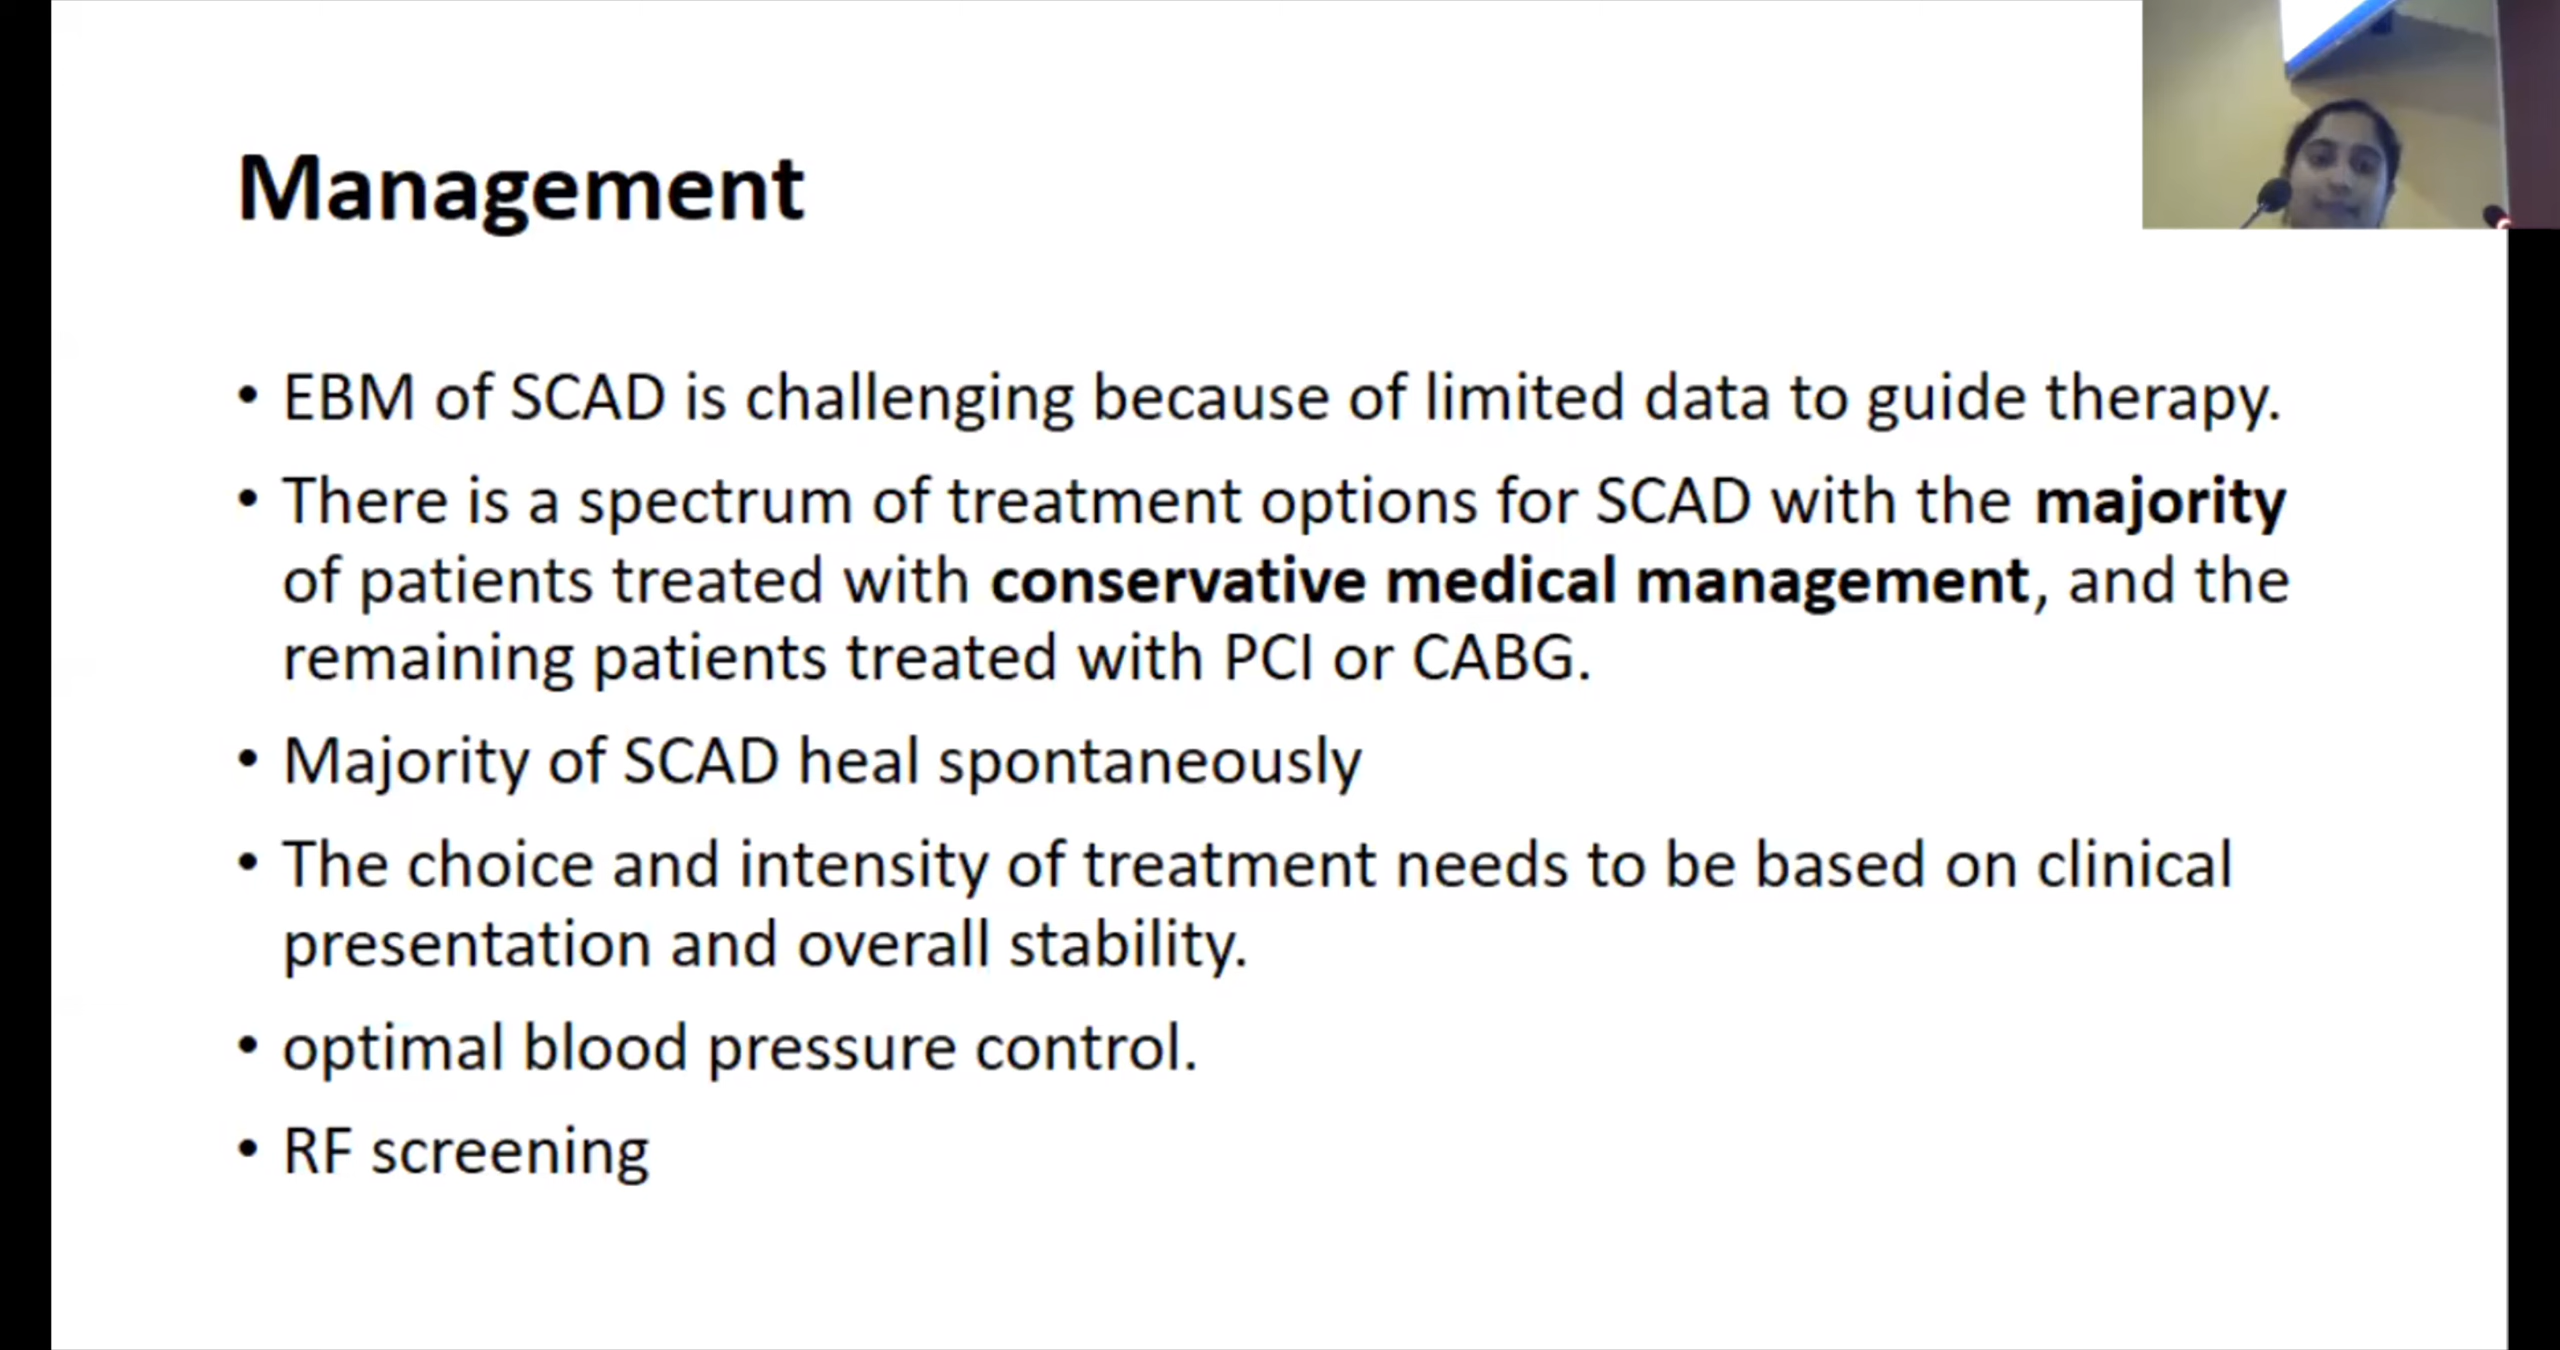 Management
• EBM of SCAD is challenging because of limited data to guide therapy.
• There is a spectrum of treatment options for SCAD with the majority
of patients treated with conservative medical management, and the
remaining patients treated with PCI or CABG.
• Majority of SCAD heal spontaneously
• The choice and intensity of treatment needs to be based on clinical
presentation and overall stability.
• optimal blood pressure control.
• RF screening